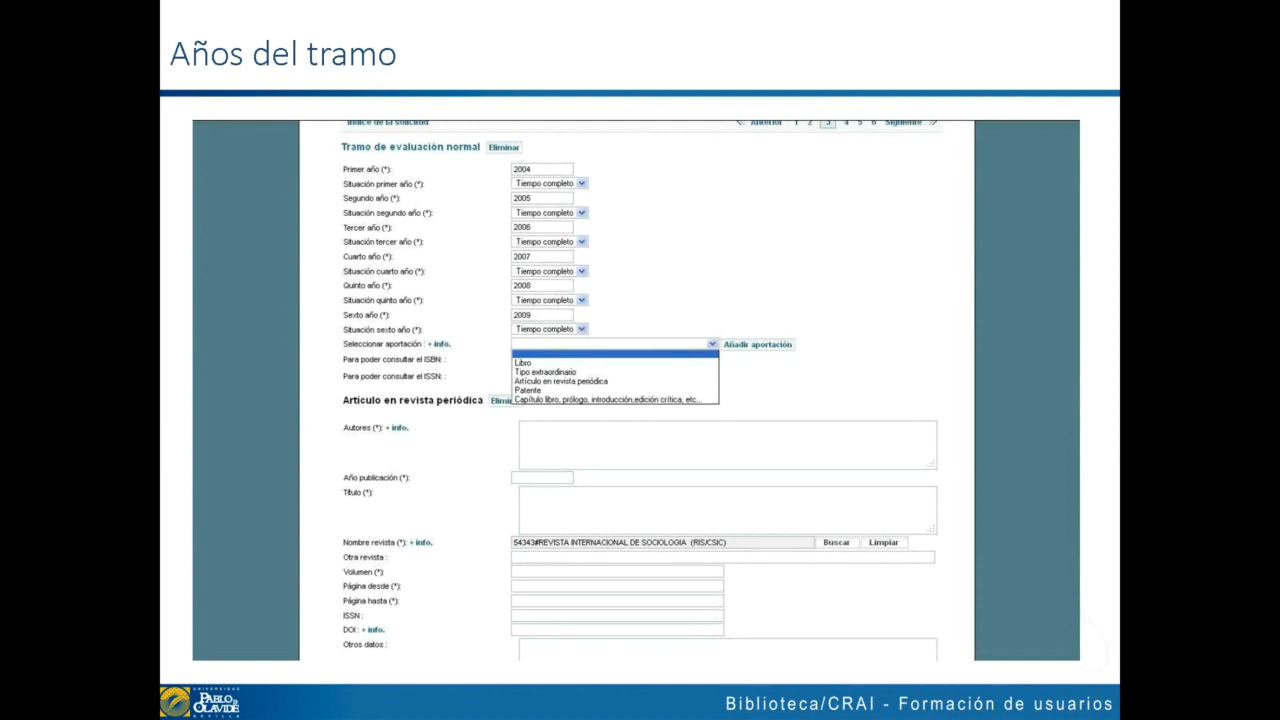 Años del tramo
Índice de la solicitud << Anterior 1 2 3 4 5 6 Siguiente >>
Tramo de evaluación normal Eliminar
Primer año (*): 2004
Situación primer año (*): Tiempo completo
Segundo año (*): 2005
Situación segundo año (*): Tiempo completo
Tercer año (*): 2006
Situación tercer año (*): Tiempo completo
Cuarto año (*): 2007
Situación cuarto año (*): Tiempo completo
Quinto año (*): 2008
Situación quinto año (*): Tiempo completo
Sexto año (*): 2009
Situación sexto año (*): Tiempo completo
Seleccionar aportación : + info. Añadir aportación
Para poder consultar el ISBN: :
Libro
Tipo extraordinario
Para poder consultar el ISSN: :
Artículo en revista periódica
Patente
Capítulo libro, prólogo, introducción,edición crítica, etc...
Artículo en revista periódica
Autores (*): + info.
Año publicación (*):
Título (*):
Nombre revista (*): + info. 54343#REVISTA INTERNACIONAL DE SOCIOLOGIA (RIS/CSIC) Buscar Limpiar
Otra revista :
Volumen (*):
Página desde (*):
Página hasta (*):
ISSN :
DOI : + info.
Otros datos :
UNIVERSIDAD
PABLO DE
OLAVIDE
SEVILLA
Biblioteca/CRAI - Formación de usuarios